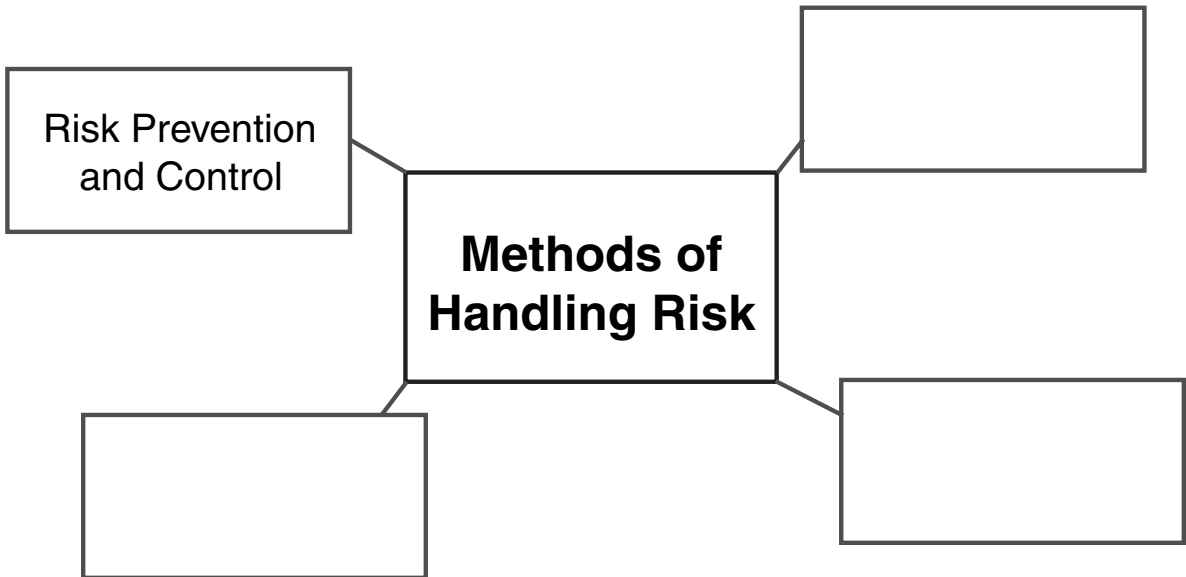 Risk Prevention
and Control
Methods of
Handling Risk